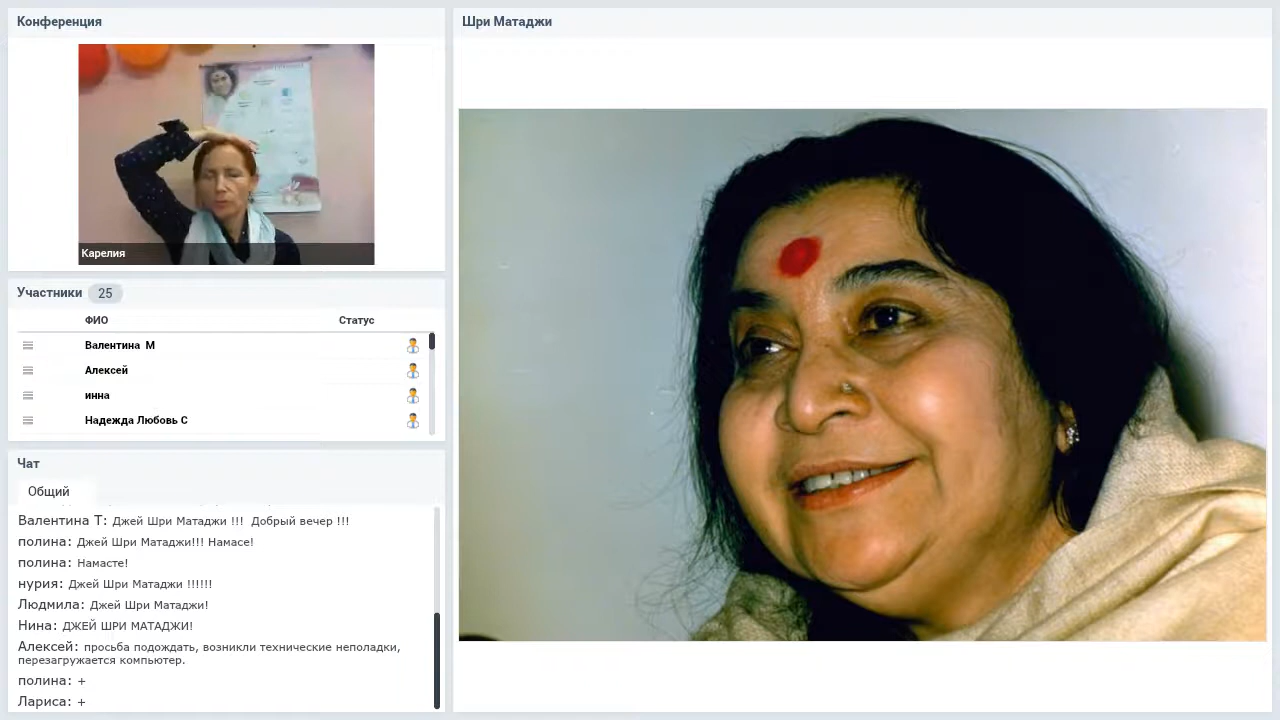 Конференция
Карелия
Участники 25
ФИО Статус
Валентина М
Алексей
инна
Надежда Любовь С
Чат
Общий
Валентина Т: Джей Шри Матаджи !!! Добрый вечер !!!
полина: Джей Шри Матаджи!!! Намасе!
полина: Намасте!
нурия: Джей Шри Матаджи !!!!!!
Людмила: Джей Шри Матаджи!
Нина: ДЖЕЙ ШРИ МАТАДЖИ!
Алексей: просьба подождать, возникли технические неполадки,
перезагружается компьютер.
полина: +
Лариса: +
Шри Матаджи